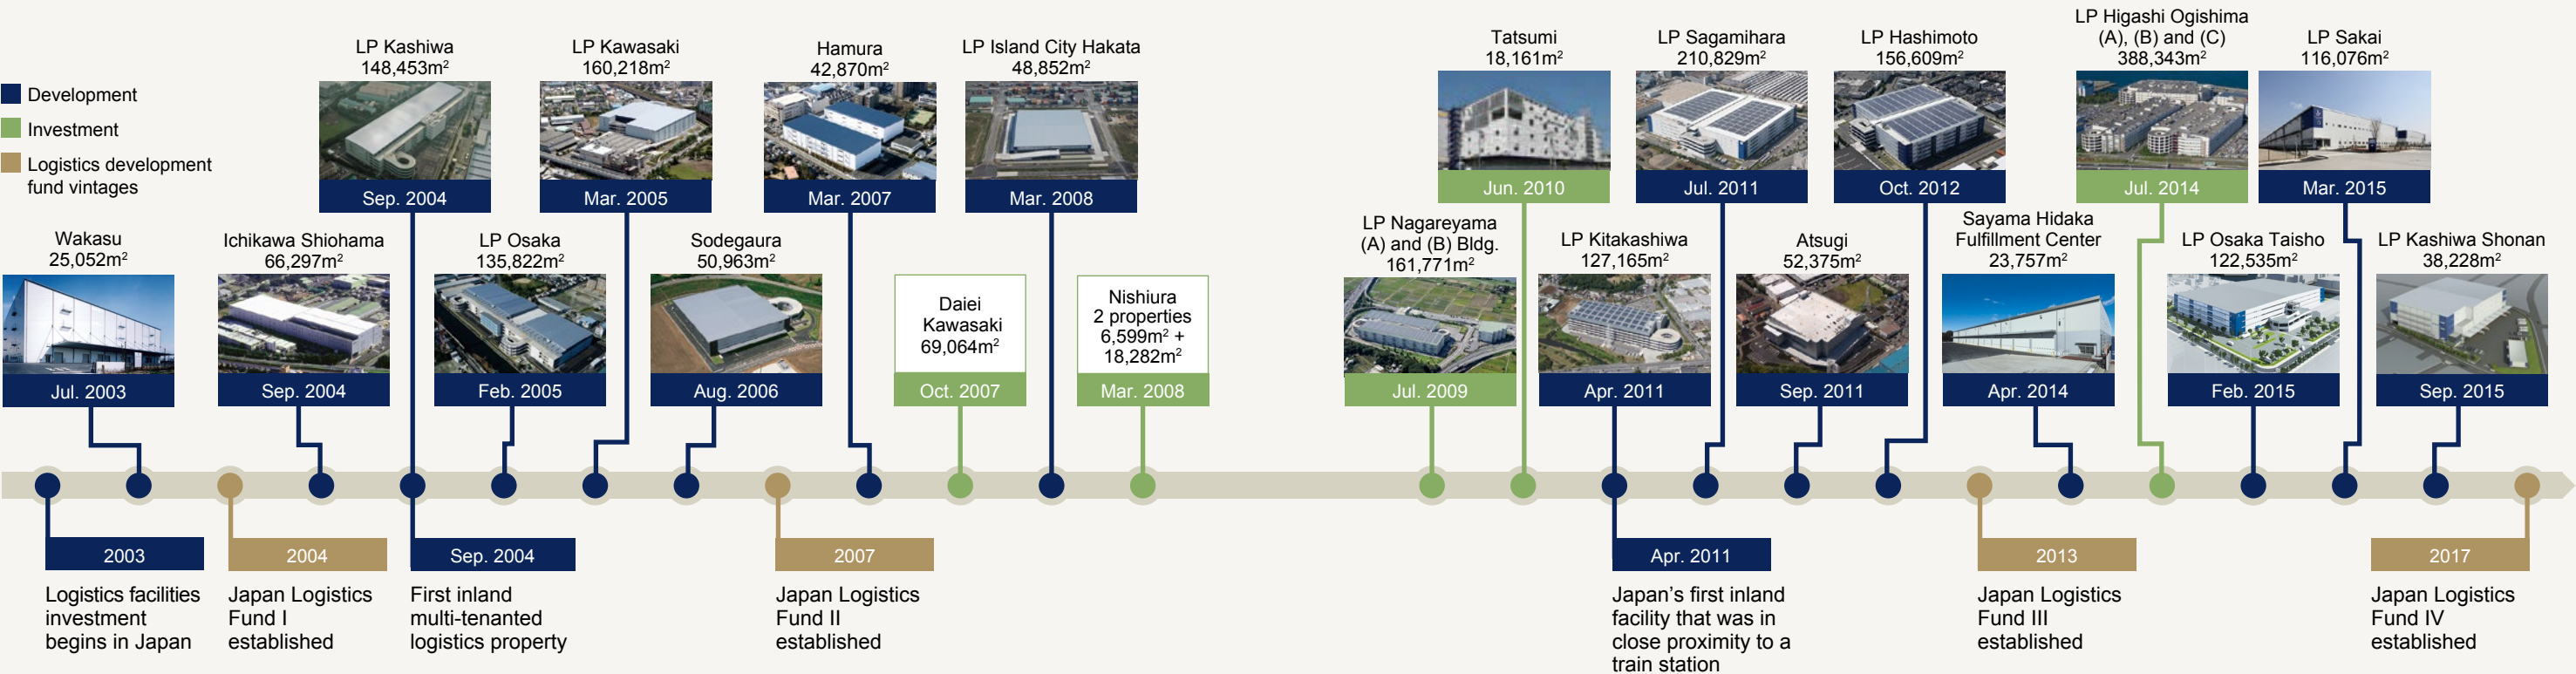 Development
Investment
Logistics development
fund vintages
LP Kashiwa
148,453m²
Sep. 2004
LP Kawasaki
160,218m²
Mar. 2005
Hamura
42,870m²
Mar. 2007
LP Island City Hakata
48,852m²
Mar. 2008
Tatsumi
18,161m²
Jun. 2010
LP Sagamihara
210,829m²
Jul. 2011
LP Hashimoto
156,609m²
Oct. 2012
LP Higashi Ogishima
(A), (B) and (C)
388,343m²
Jul. 2014
LP Sakai
116,076m²
Mar. 2015
Wakasu
25,052m²
Jul. 2003
Ichikawa Shiohama
66,297m²
Sep. 2004
LP Osaka
135,822m²
Feb. 2005
Sodegaura
50,963m²
Aug. 2006
Daiei
Kawasaki
69,064m²
Oct. 2007
Nishiura
2 properties
6,599m² +
18,282m²
Mar. 2008
LP Nagareyama
(A) and (B) Bldg.
161,771m²
Jul. 2009
LP Kitakashiwa
127,165m²
Apr. 2011
Atsugi
52,375m²
Sep. 2011
Sayama Hidaka
Fulfillment Center
23,757m²
Apr. 2014
LP Osaka Taisho
122,535m²
Feb. 2015
LP Kashiwa Shonan
38,228m²
Sep. 2015
2003
Logistics facilities
investment
begins in Japan
2004
Japan Logistics
Fund I
established
Sep. 2004
First inland
multi-tenanted
logistics property
2007
Japan Logistics
Fund II
established
Apr. 2011
Japan’s first inland
facility that was in
close proximity to a
train station
2013
Japan Logistics
Fund III
established
2017
Japan Logistics
Fund IV
established